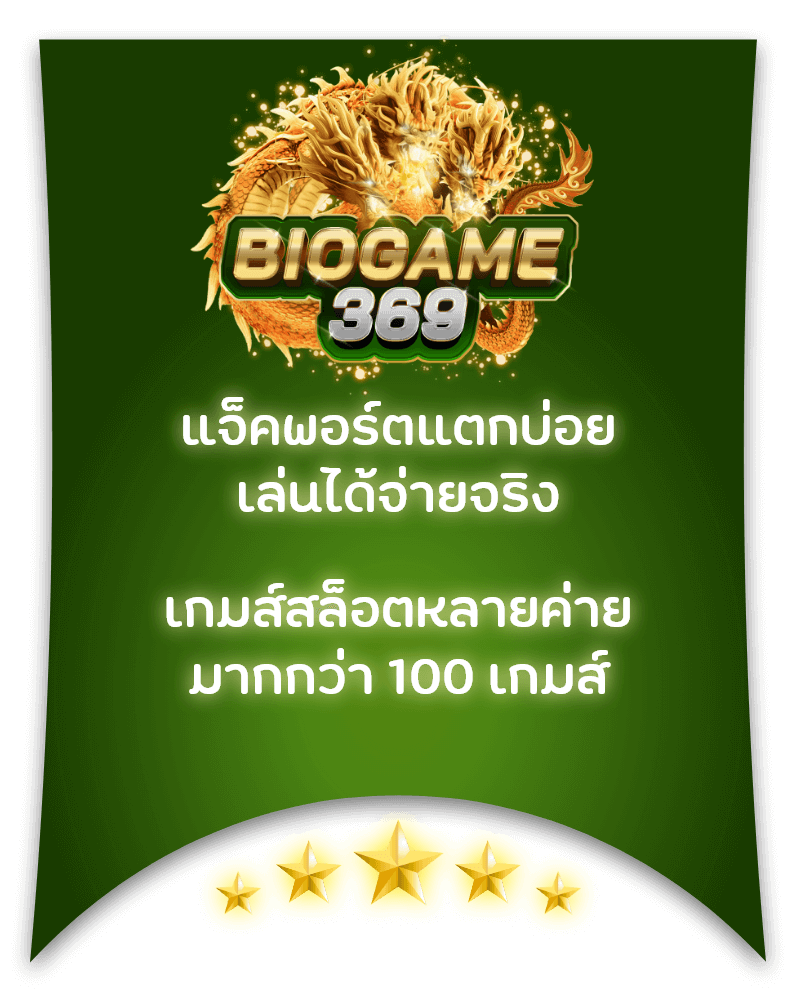 BIOGAME
369
แจ็คพอร์ตแตกบ่อย
เล่นได้จ่ายจริง
เกมส์สล็อตหลายค่าย
มากกว่า 100 เกมส์